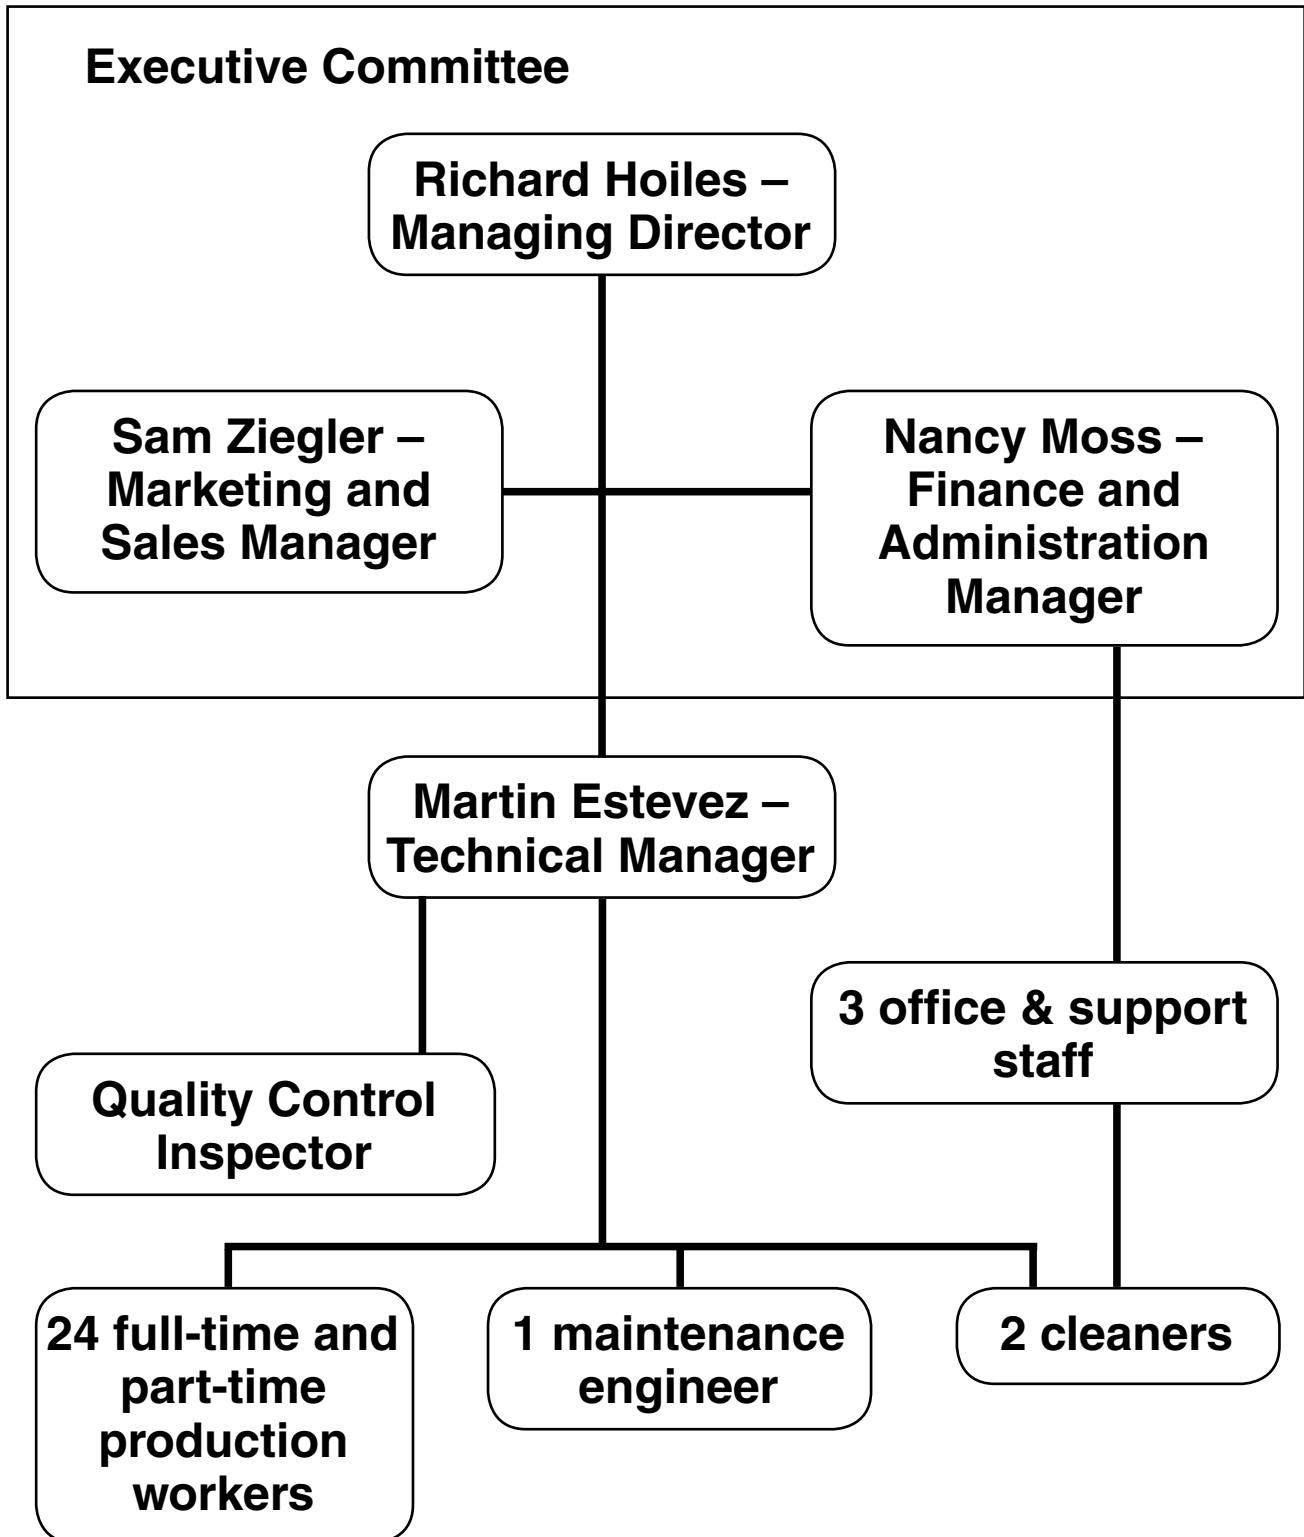 Executive Committee
Richard Hoiles –
Managing Director
Sam Ziegler –
Marketing and
Sales Manager
Nancy Moss –
Finance and
Administration
Manager
Martin Estevez –
Technical Manager
3 office & support
staff
Quality Control
Inspector
24 full-time and
part-time
production
workers
1 maintenance
engineer
2 cleaners